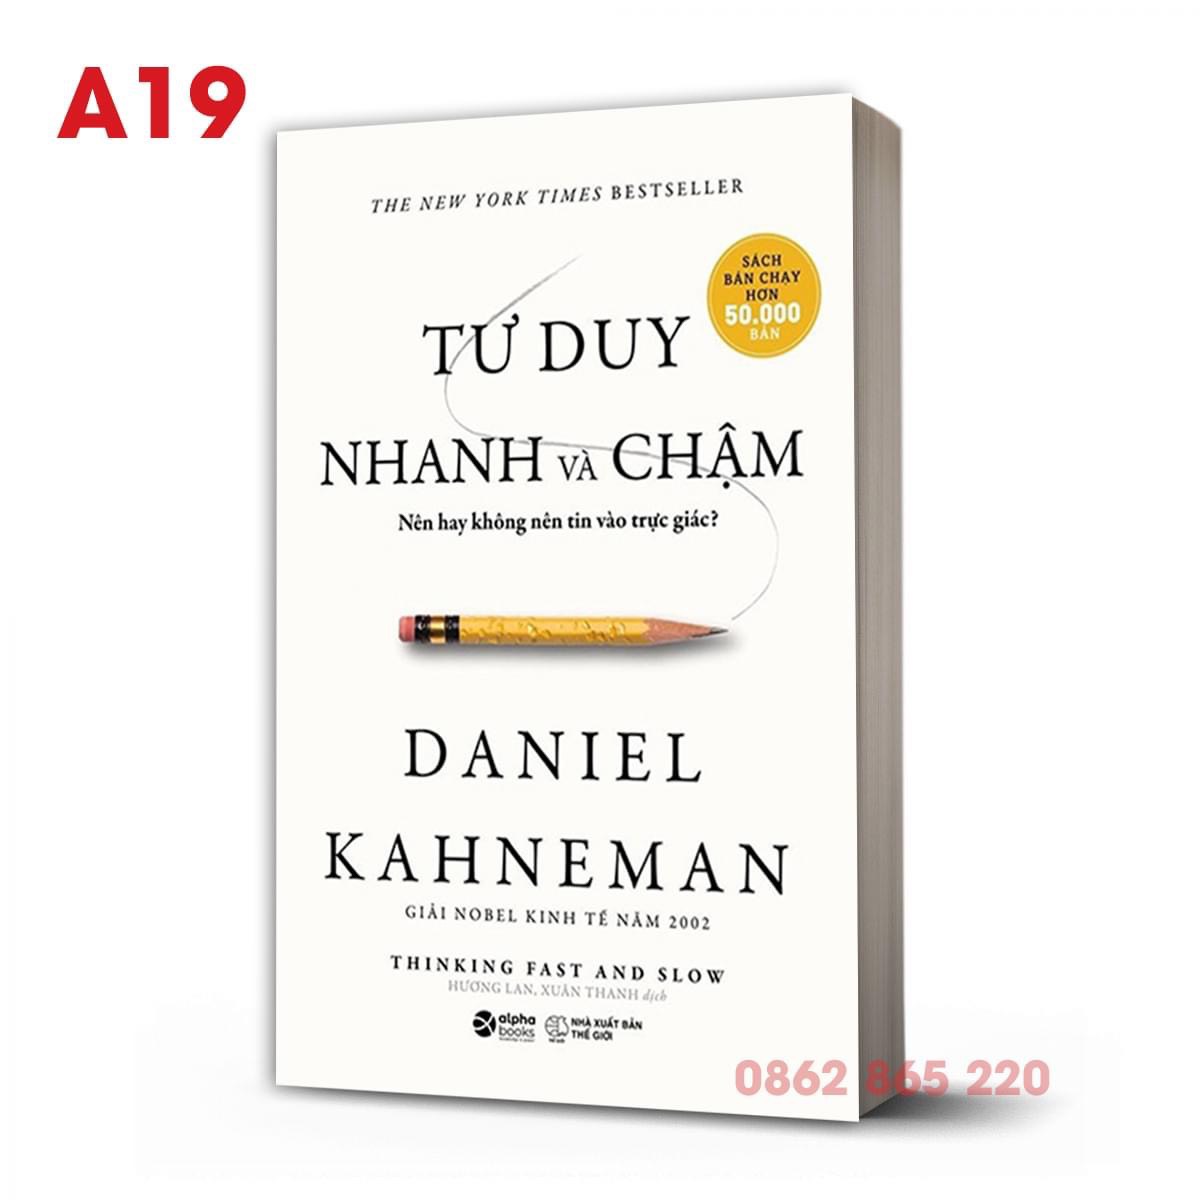 A19
THE NEW YORK TIMES BESTSELLER
SÁCH
BÁN CHẠY
HƠN
50.000
BẢN
TƯ DUY
NHANH VÀ CHẬM
Nên hay không nên tin vào trực giác?
DANIEL
KAHNEMAN
GIẢI NOBEL KINH TẾ NĂM 2002
THINKING FAST AND SLOW
HƯƠNG LAN, XUÂN THANH dịch
alpha
books
NHÀ XUẤT BẢN
THẾ GIỚI
0862 865 220